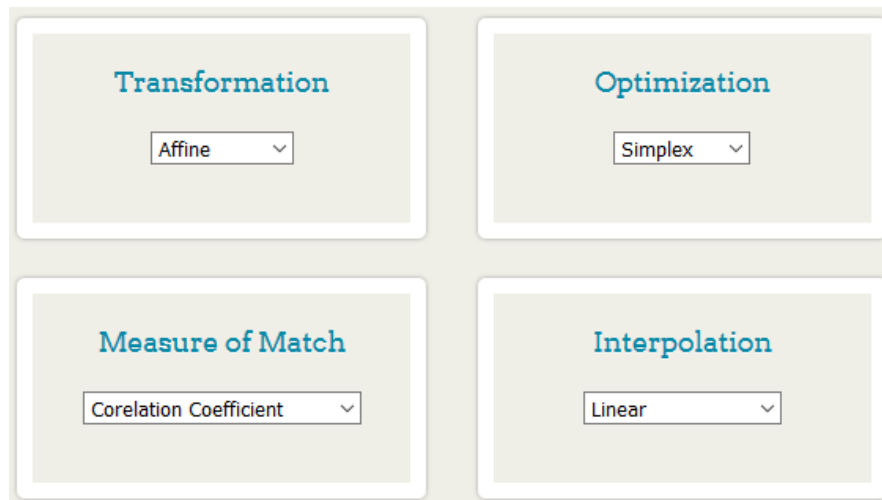 Transformation
Affine
Optimization
Simplex
Measure of Match
Corelation Coefficient
Interpolation
Linear